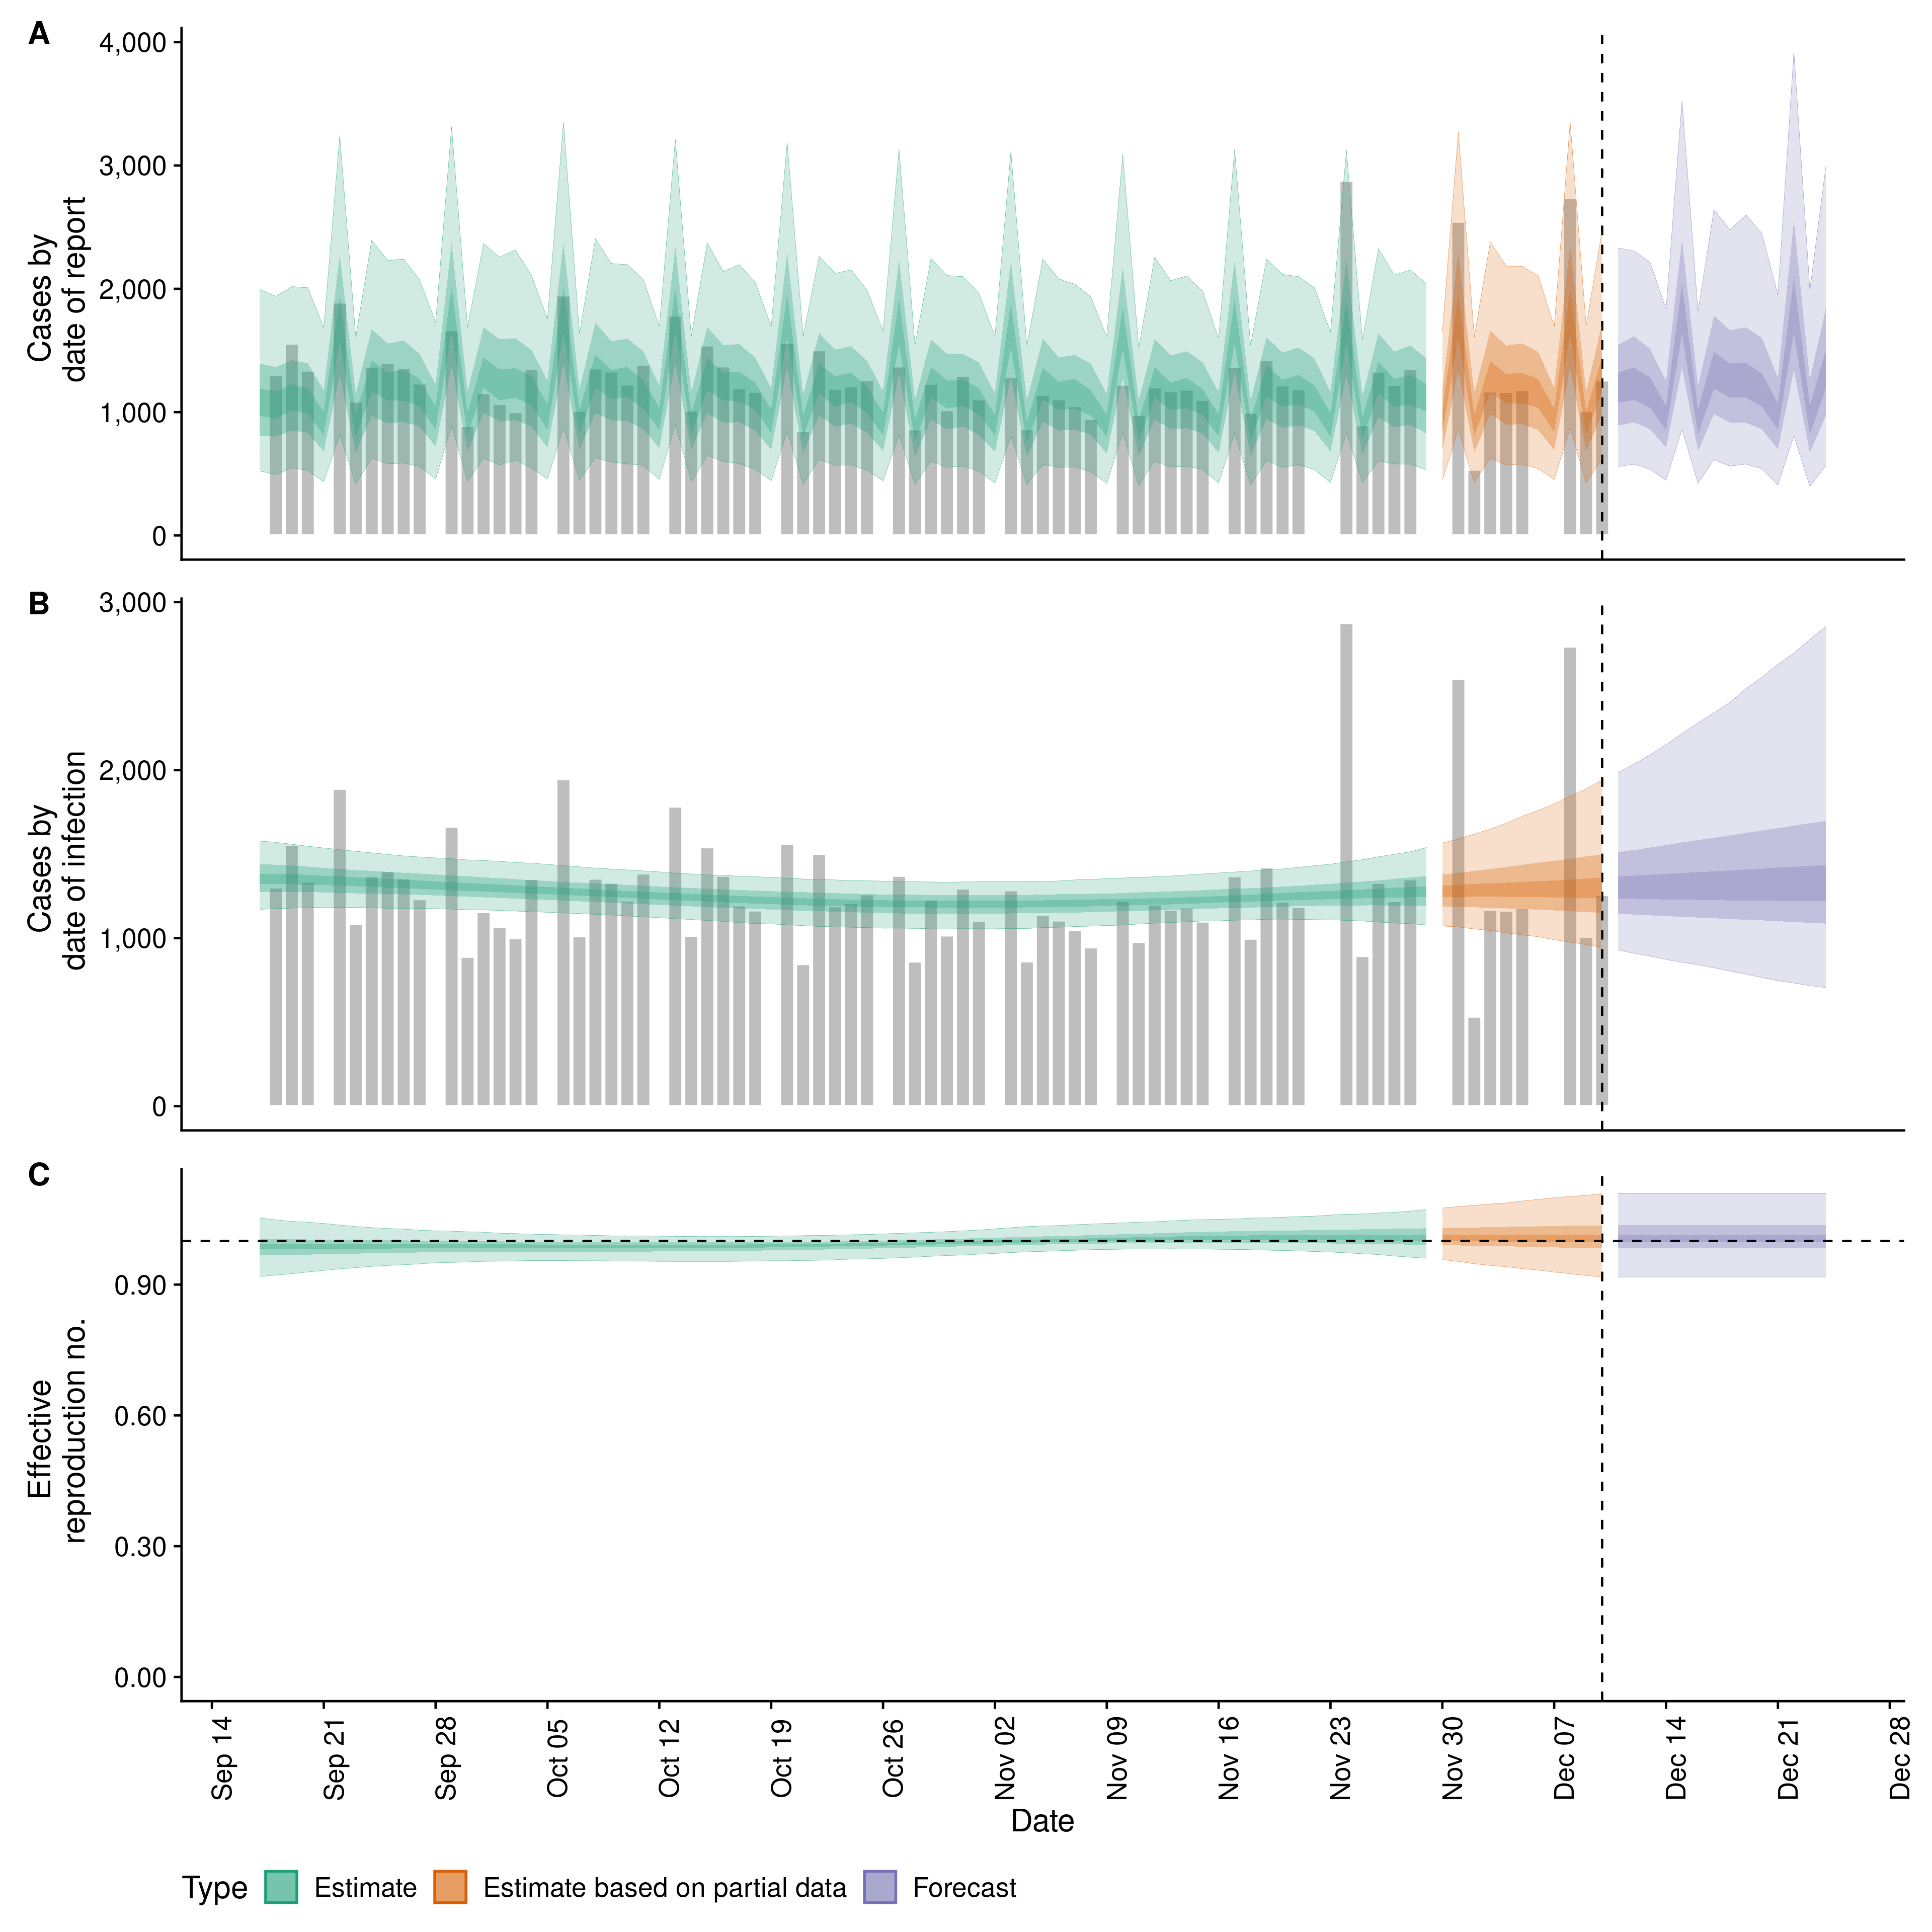 A
4,000
3,000
2,000
1,000
0
Cases by
date of report
B
3,000
2,000
1,000
0
Cases by
date of infection
C
0.90
0.60
0.30
0.00
Effective
reproduction no.
Sep 14
Sep 21
Sep 28
Oct 05
Oct 12
Oct 19
Oct 26
Nov 02
Nov 09
Nov 16
Nov 23
Nov 30
Dec 07
Dec 14
Dec 21
Dec 28
Date
Type Estimate Estimate based on partial data Forecast